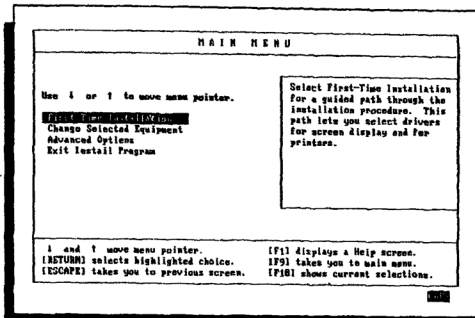 MAIN MENU
Use ↓ or ↑ to move menu pointer.
First-Time Installation
Change Selected Equipment
Advanced Options
Exit Install Program
Select First-Time Installation
for a guided path through the
installation procedure. This
path lets you select drivers
for screen display and for
printers.
↓ and ↑ move menu pointer.
[RETURN] selects highlighted choice.
[ESCAPE] takes you to previous screen.
[F1] displays a Help screen.
[F9] takes you to main menu.
[F10] shows current selections.